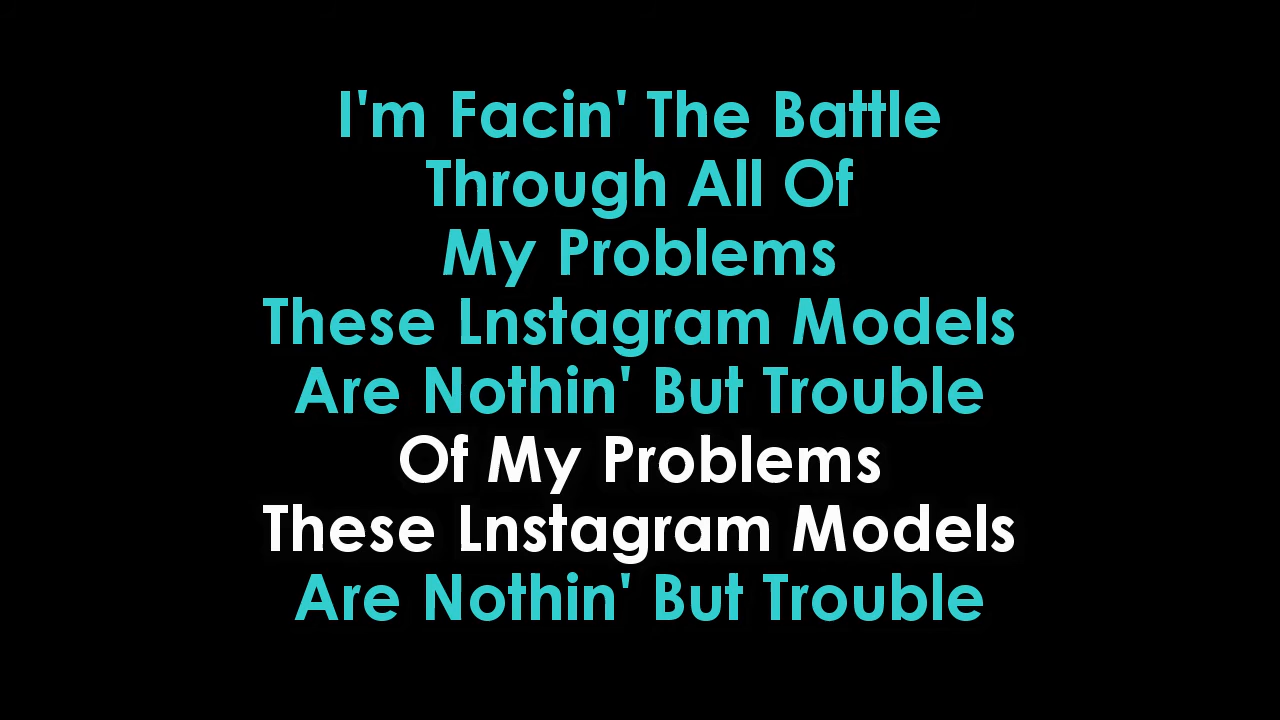 I'm Facin' The Battle
Through All Of
My Problems
These Lnstagram Models
Are Nothin' But Trouble
Of My Problems
These Lnstagram Models
Are Nothin' But Trouble